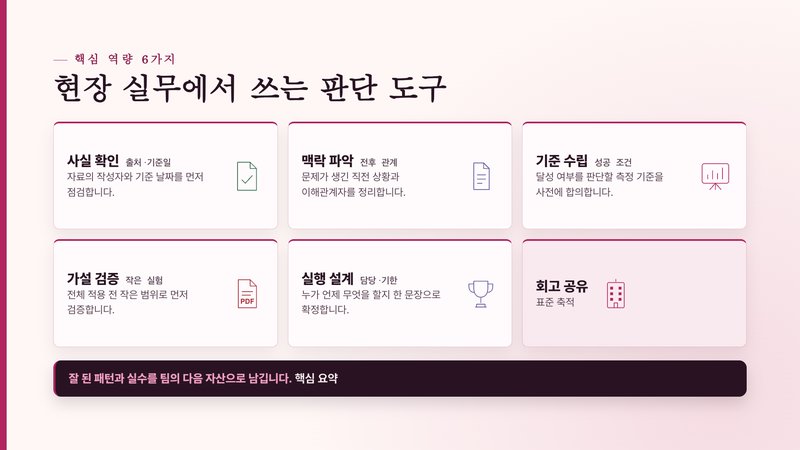 핵심 역량 6가지
현장 실무에서 쓰는 판단 도구
사실 확인 출처·기준일
자료의 작성자와 기준 날짜를 먼저
점검합니다.
맥락 파악 전후 관계
문제가 생긴 직전 상황과
이해관계자를 정리합니다.
기준 수립 성공 조건
달성 여부를 판단할 측정 기준을
사전에 합의합니다.
가설 검증 작은 실험
전체 적용 전 작은 범위로 먼저
검증합니다.
PDF
실행 설계 담당·기한
누가 언제 무엇을 할지 한 문장으로
확정합니다.
회고 공유
표준 축적
잘 된 패턴과 실수를 팀의 다음 자산으로 남깁니다. 핵심 요약